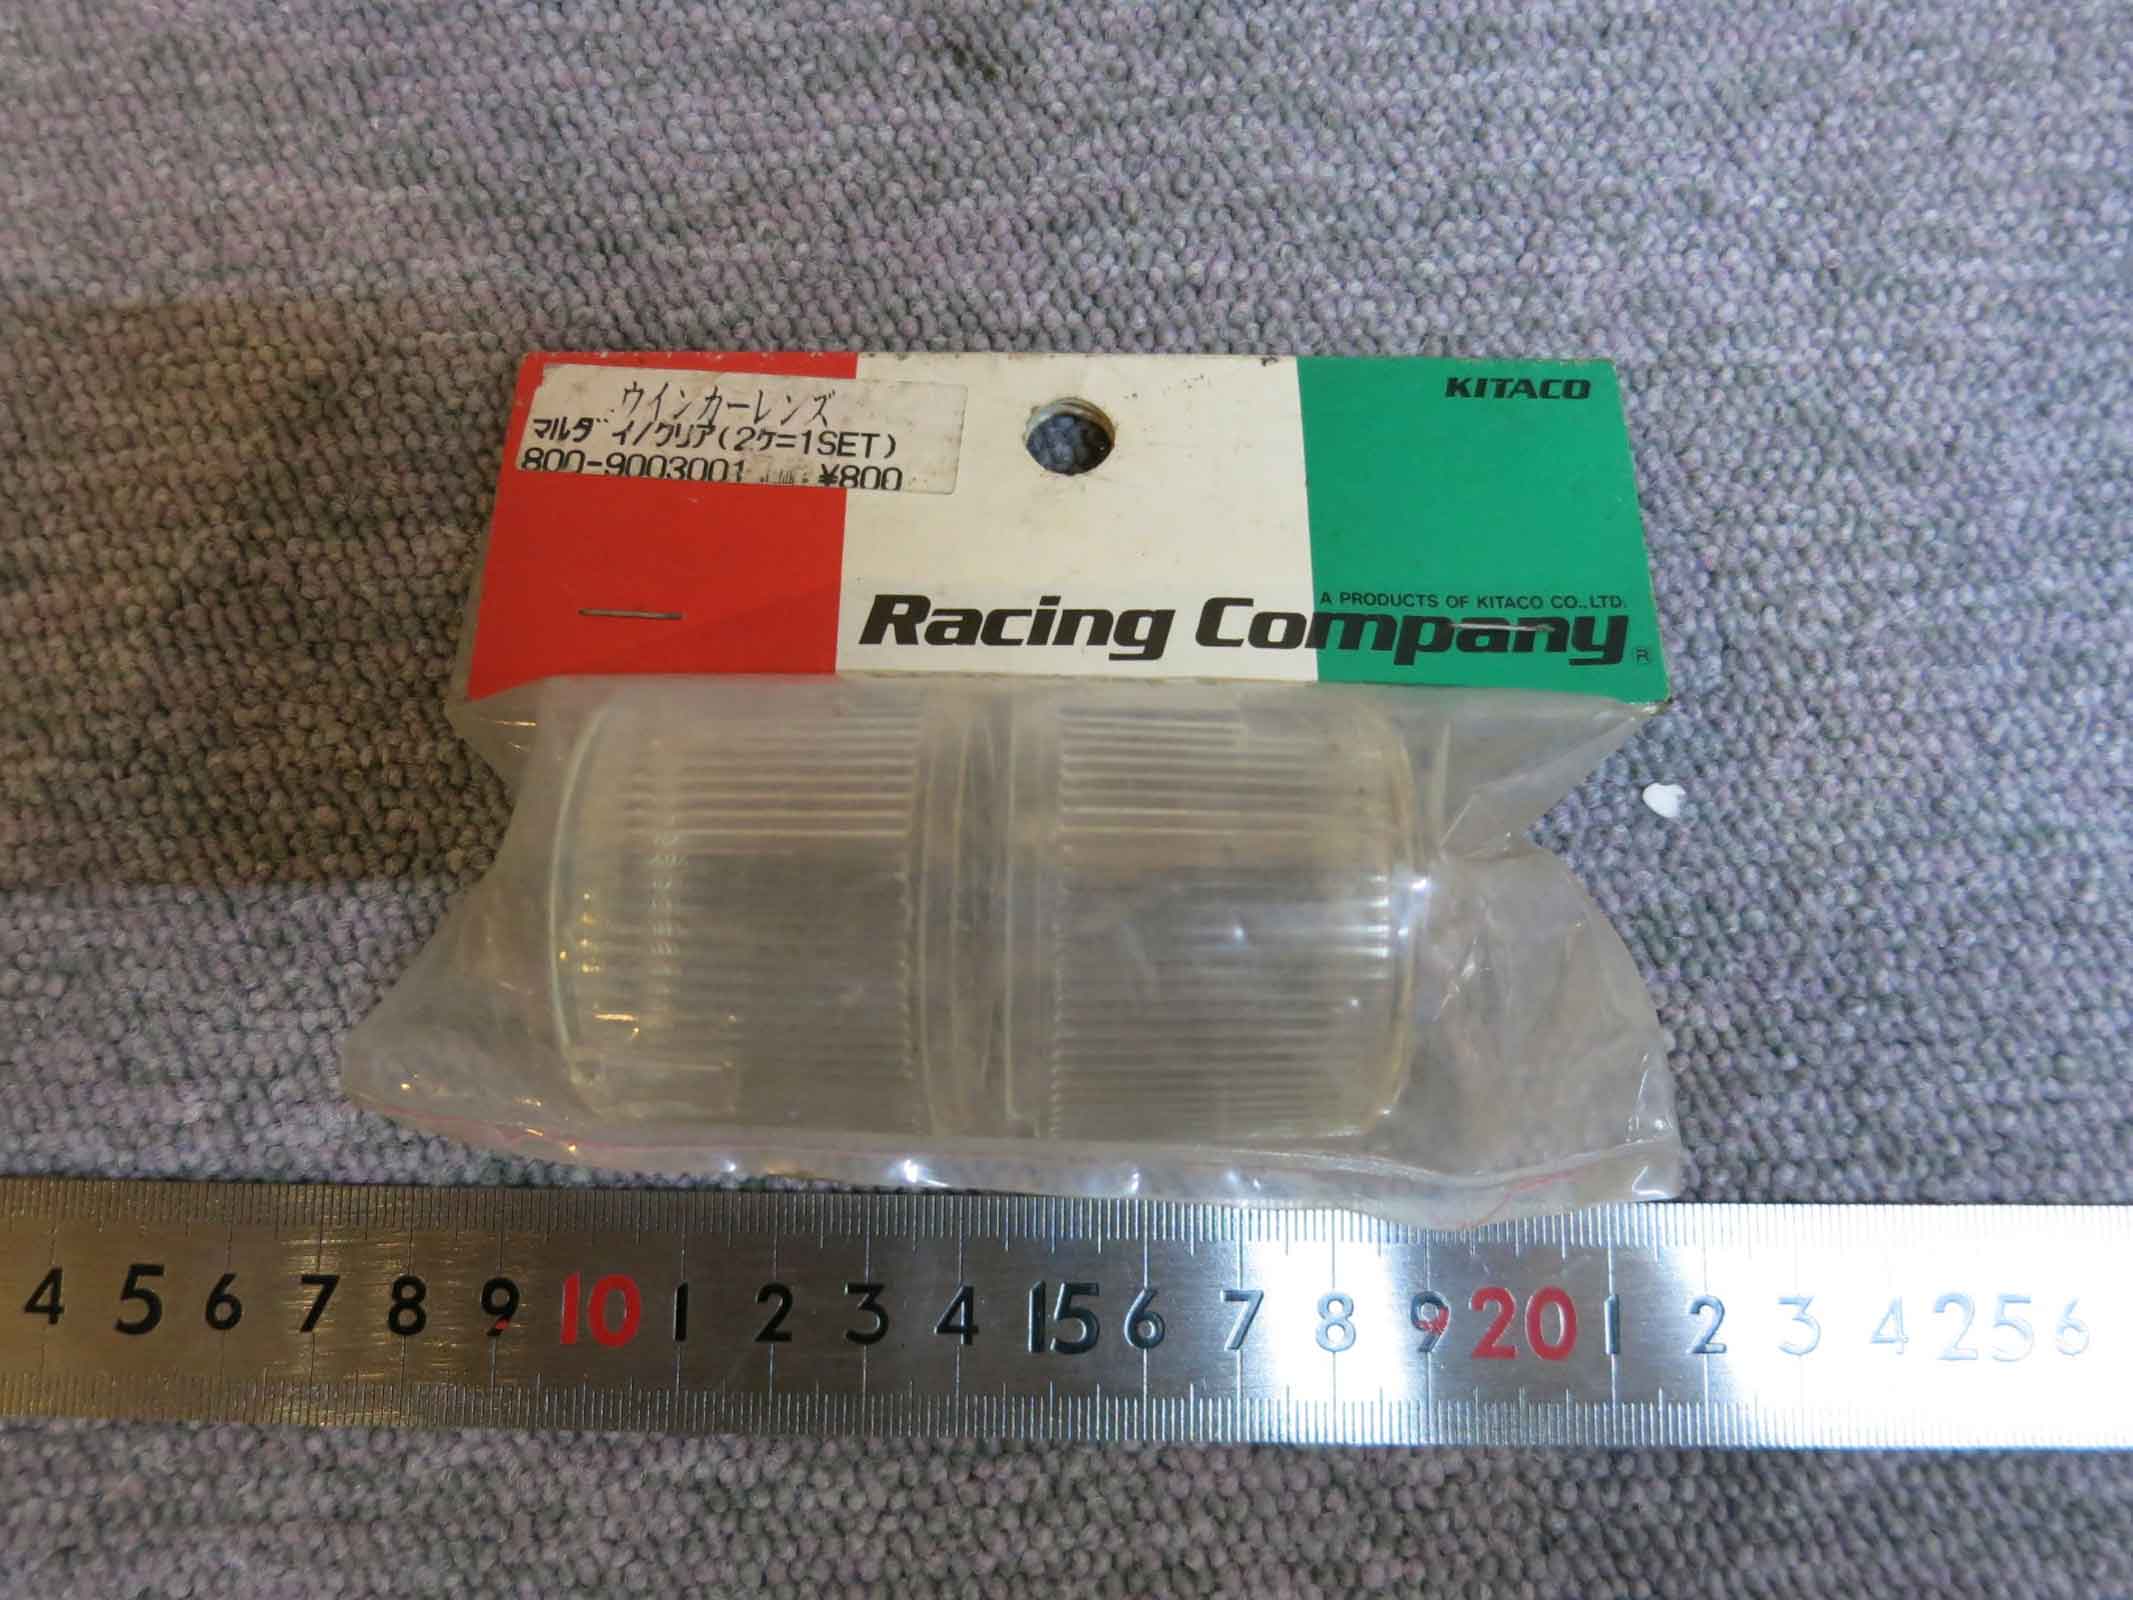 KITACO
ウインカーレンズ
マルダイ/クリア(2ケ=1SET)
800-9003001 ¥800
A PRODUCTS OF KITACO CO.,LTD.
Racing Company R
4 5 6 7 8 9 10 1 2 3 4 15 6 7 8 9 20 1 2 3 4 25 6